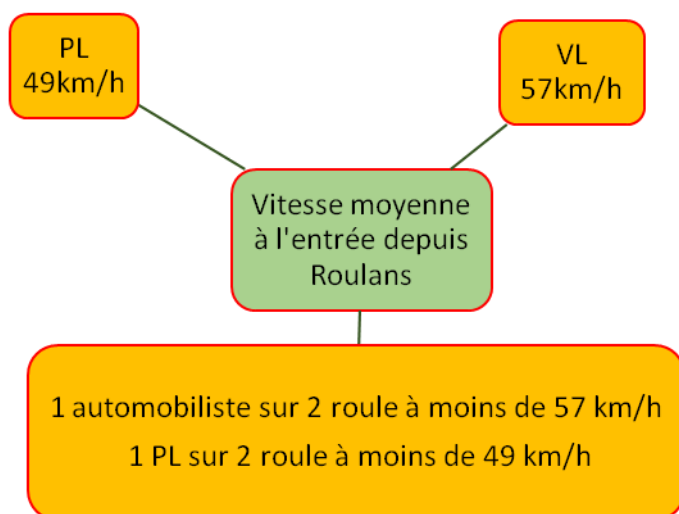 PL
49km/h
VL
57km/h
Vitesse moyenne
à l'entrée depuis
Roulans
1 automobiliste sur 2 roule à moins de 57 km/h
1 PL sur 2 roule à moins de 49 km/h